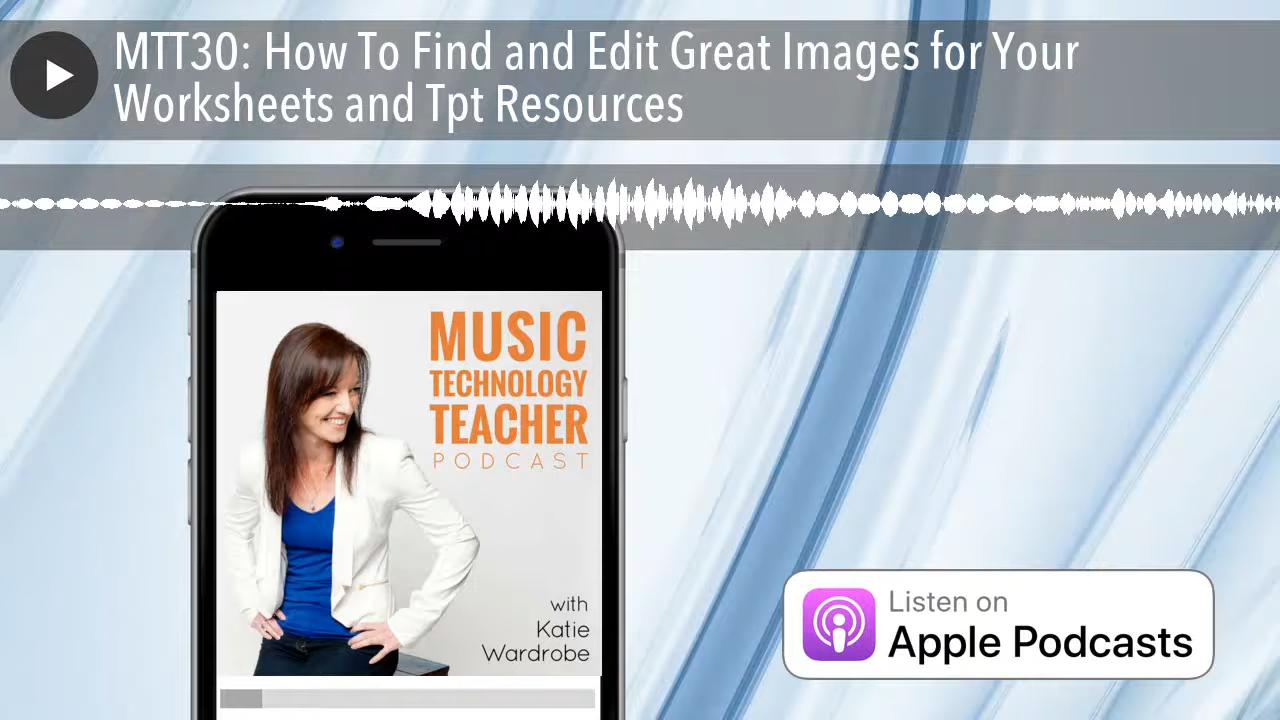 MTT30: How To Find and Edit Great Images for Your
Worksheets and Tpt Resources
MUSIC
TECHNOLOGY
TEACHER
PODCAST
with
Katie
Wardrobe
Listen on
Apple Podcasts